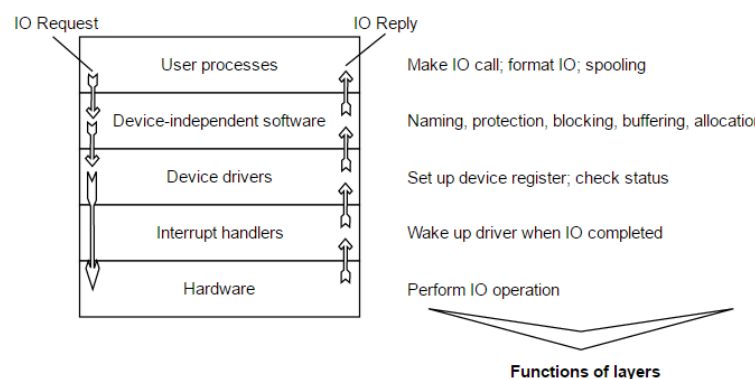 IO Request
IO Reply
User processes
Make IO call; format IO; spooling
Device-independent software
Naming, protection, blocking, buffering, allocation
Device drivers
Set up device register; check status
Interrupt handlers
Wake up driver when IO completed
Hardware
Perform IO operation
Functions of layers